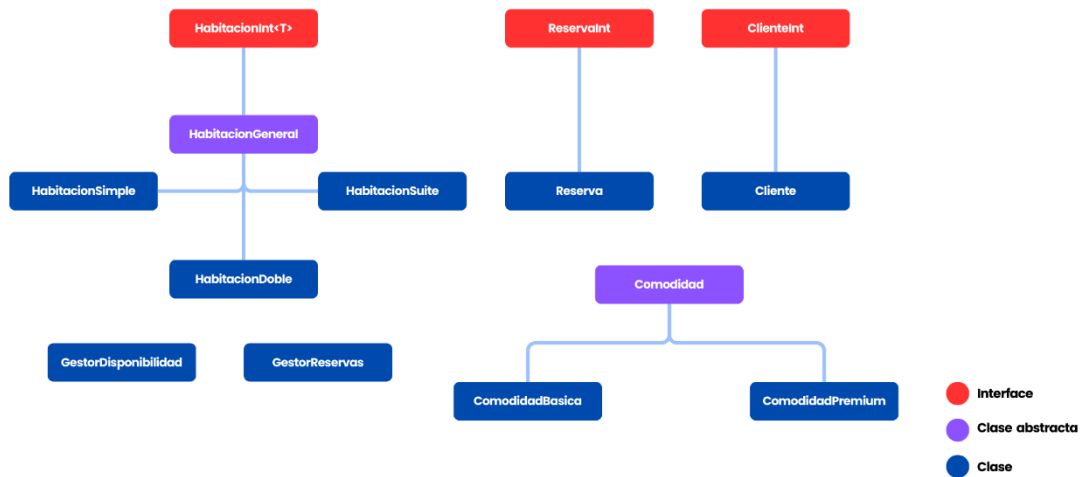 HabitacionInt<T>
ReservaInt
ClienteInt
HabitacionGeneral
HabitacionSimple
HabitacionSuite
Reserva
Cliente
HabitacionDoble
Comodidad
GestorDisponibilidad
GestorReservas
ComodidadBasica
ComodidadPremium
Interface
Clase abstracta
Clase